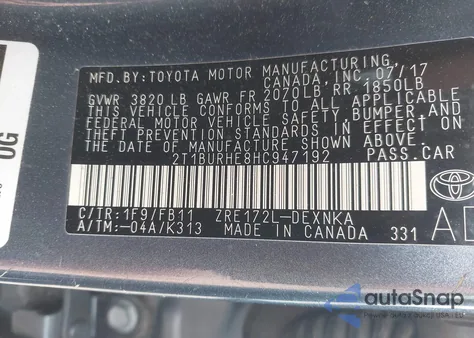 MFD. BY: TOYOTA MOTOR MANUFACTURING,
CANADA, INC. 07/17
GVWR 3820 LB GAWR FR 2070LB RR 1850LB
THIS VEHICLE CONFORMS TO ALL APPLICABLE
FEDERAL MOTOR VEHICLE SAFETY, BUMPER, AND
THEFT PREVENTION STANDARDS IN EFFECT ON
THE DATE OF MANUFACTURE SHOWN ABOVE.
2T1BURHE8HC947192 PASS.CAR
C/TR: 1F9/FB11 ZRE172L-DEXNKA
A/TM: -04A/K313 MADE IN CANADA 331
OG
TOYOTA
autoSnap